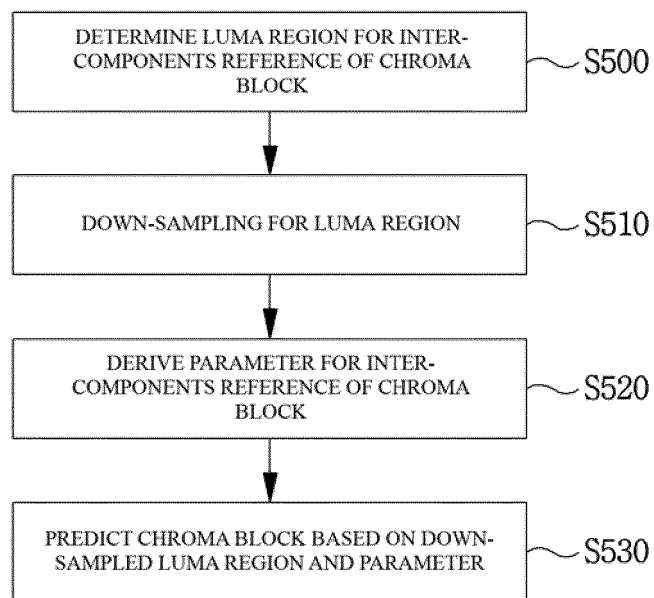 DETERMINE LUMA REGION FOR INTER-
COMPONENTS REFERENCE OF CHROMA
BLOCK
S500
DOWN-SAMPLING FOR LUMA REGION
S510
DERIVE PARAMETER FOR INTER-
COMPONENTS REFERENCE OF CHROMA
BLOCK
S520
PREDICT CHROMA BLOCK BASED ON DOWN-
SAMPLED LUMA REGION AND PARAMETER
S530